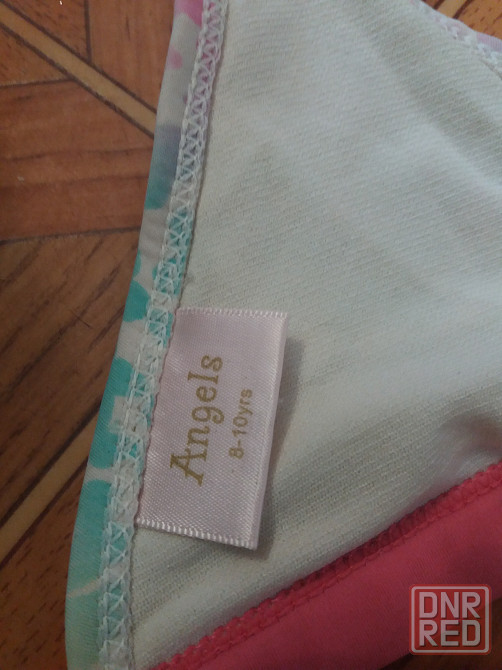 Angels
8-10yrs
DNR
RED